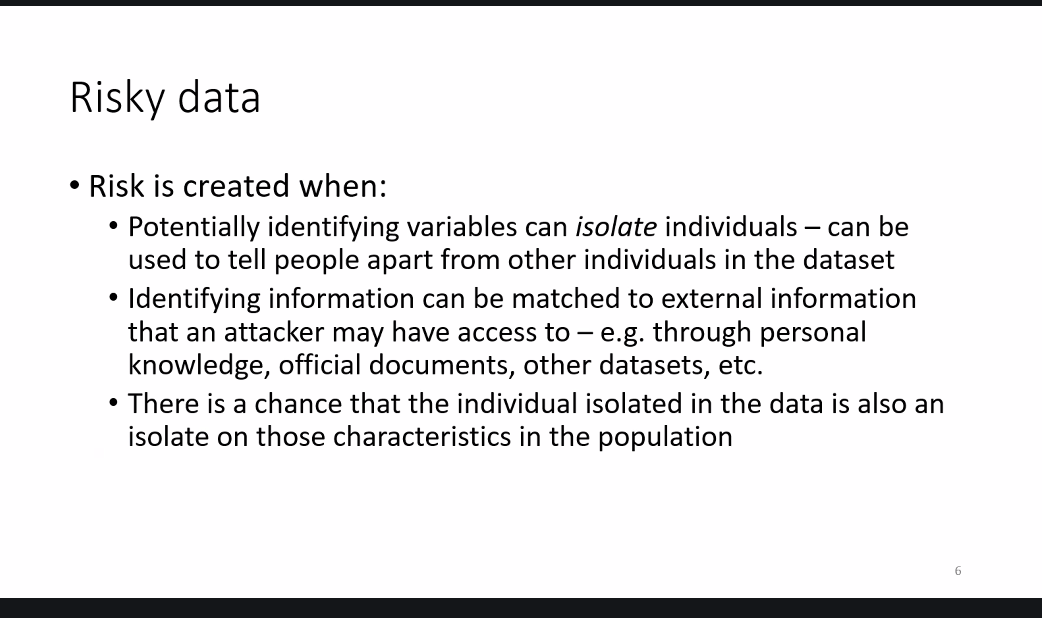 Risky data
• Risk is created when:
• Potentially identifying variables can isolate individuals – can be
used to tell people apart from other individuals in the dataset
• Identifying information can be matched to external information
that an attacker may have access to – e.g. through personal
knowledge, official documents, other datasets, etc.
• There is a chance that the individual isolated in the data is also an
isolate on those characteristics in the population
6